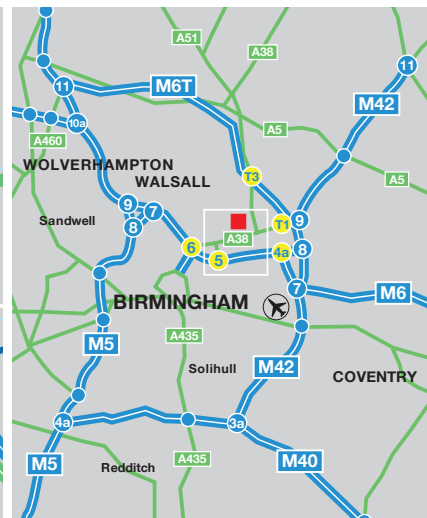 A51
A38
11
11
M6T
M42
A5
10a
A460
WOLVERHAMPTON
T3
A5
WALSALL
9
7
Sandwell
8
T1
9
A38
6
5
4a
8
7
M6
BIRMINGHAM
M5
A435
Solihull
M42
COVENTRY
4a
3a
M5
A435
M40
Redditch